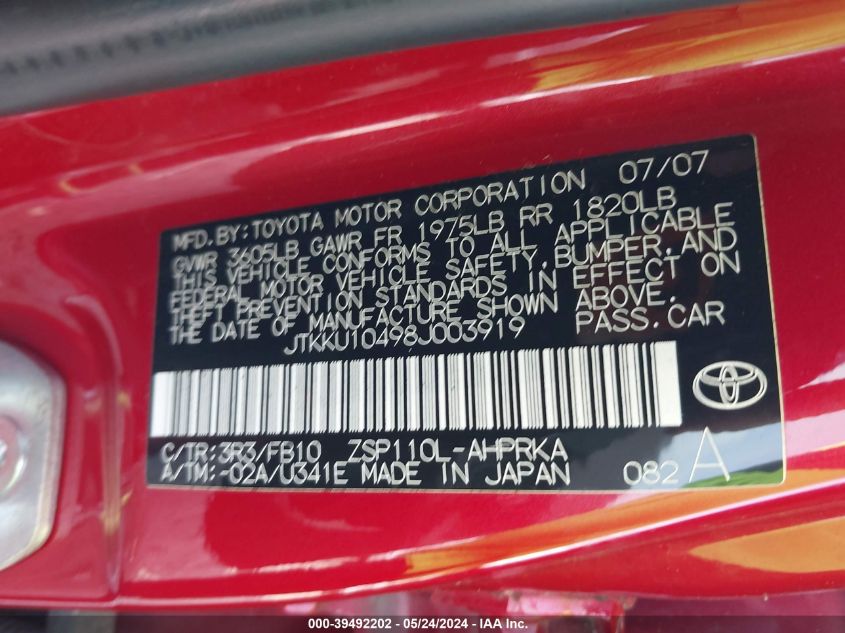 MFD.BY:TOYOTA MOTOR CORPORATION 07/07
GVWR 3605LB GAWR FR 1975LB RR 1820LB
THIS VEHICLE CONFORMS TO ALL APPLICABLE
FEDERAL MOTOR VEHICLE SAFETY,BUMPER,AND
THEFT PREVENTION STANDARDS IN EFFECT ON
THE DATE OF MANUFACTURE SHOWN ABOVE.
JTKKU10498J003919 PASS.CAR
C/TR:3R3/FB10 ZSP110L-AHPRKA
A/TM:-02A/U341E MADE IN JAPAN 082 A
000-39492202 - 05/24/2024 - IAA Inc.